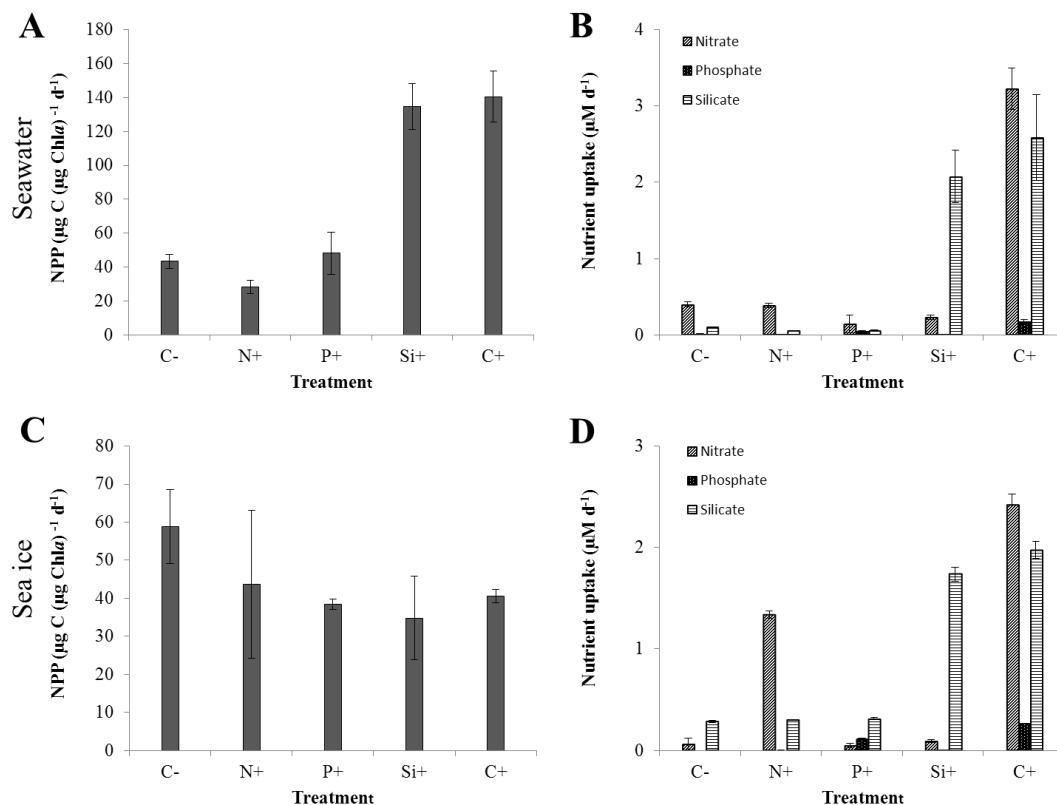 A
Seawater
NPP (µg C (µg Chla) -1 d-1)
180
160
140
120
100
80
60
40
20
0
C- N+ P+ Si+ C+
Treatment
B
Nutrient uptake (µM d-1)
4
3
2
1
0
Nitrate
Phosphate
Silicate
C- N+ P+ Si+ C+
Treatment
C
Sea ice
NPP (µg C (µg Chla) -1 d-1)
80
70
60
50
40
30
20
10
0
C- N+ P+ Si+ C+
Treatment
D
Nutrient uptake (µM d-1)
3
2
1
0
Nitrate
Phosphate
Silicate
C- N+ P+ Si+ C+
Treatment